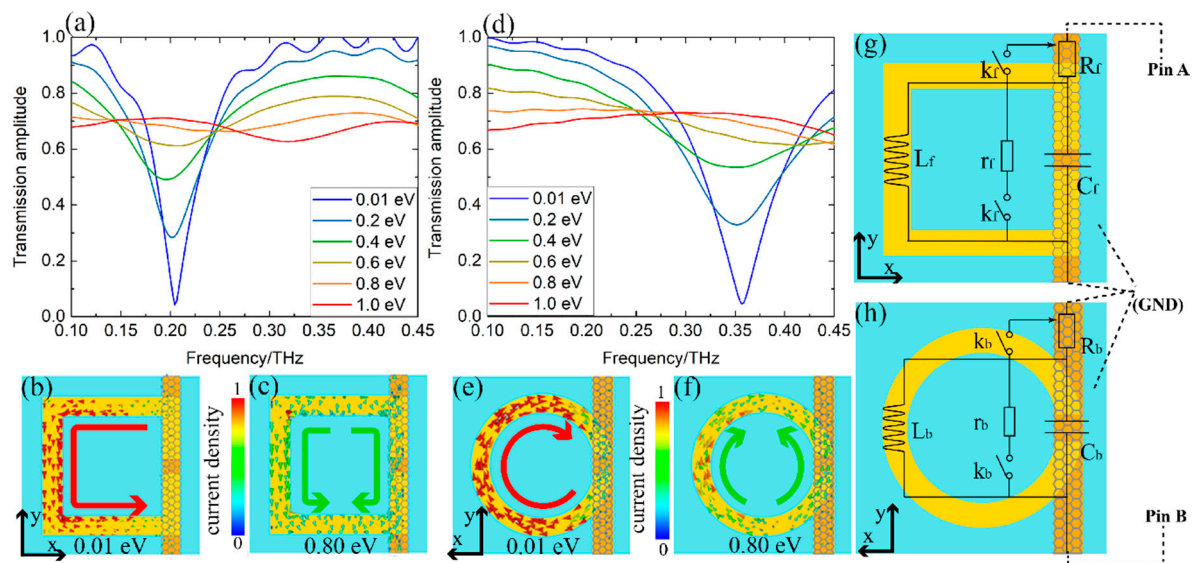 (a)
Transmission amplitude
1.0
0.8
0.6
0.4
0.2
0.0
0.01 eV
0.2 eV
0.4 eV
0.6 eV
0.8 eV
1.0 eV
0.10 0.15 0.20 0.25 0.30 0.35 0.40 0.45
Frequency/THz
(d)
Transmission amplitude
1.0
0.8
0.6
0.4
0.2
0.0
0.01 eV
0.2 eV
0.4 eV
0.6 eV
0.8 eV
1.0 eV
0.10 0.15 0.20 0.25 0.30 0.35 0.40 0.45
Frequency/THz
(g)
kf
Rf
Pin A
Lf
rf
Cf
kf
y
x
(GND)
(b)
y
x
0.01 eV
1
current density
0
(c)
0.80 eV
(e)
y
x
0.01 eV
1
current density
0
(f)
0.80 eV
(h)
kb
Rb
Lb
rb
Cb
kb
y
x
Pin B